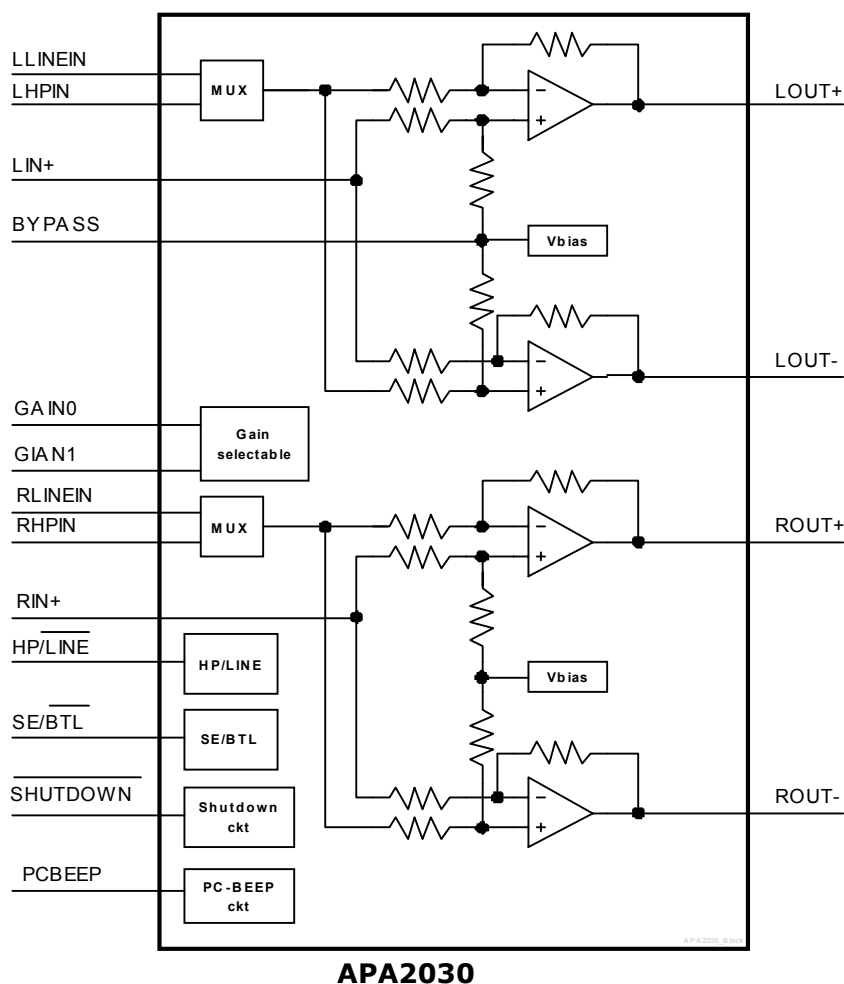 LLINEIN
MUX
LHPIN
LOUT+
−
+
LIN+
BYPASS
Vbias
−
+
LOUT-
GAIN0
Gain
selectable
GIAN1
RLINEIN
MUX
RHPIN
−
+
ROUT+
RIN+
HP/LINE
HP/LINE
Vbias
SE/BTL
SE/BTL
SHUTDOWN
Shutdown
ckt
−
+
ROUT-
PCBEEP
PC-BEEP
ckt
APA2030_Block
APA2030